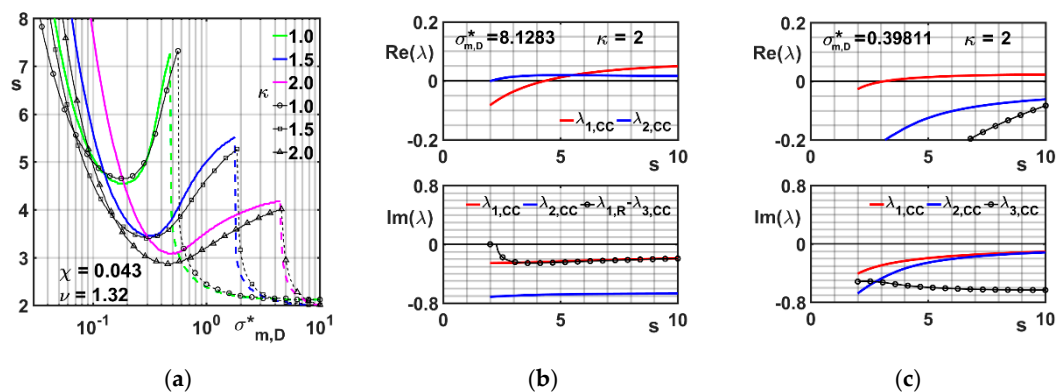 8
7
6
5
4
3
2
s
1.0
1.5
2.0
κ
1.0
1.5
2.0
χ = 0.043
ν = 1.32
10⁻¹ 10⁰ σ*m,D 10¹
(a)
0.2
Re(λ)
0
-0.2
σ*m,D=8.1283 κ = 2
λ1,CC λ2,CC
5 s 10
0.8
Im(λ)
0
-0.8
λ1,CC λ2,CC λ1,R-λ3,CC
5 s 10
(b)
0.2
Re(λ)
0
-0.2
σ*m,D=0.39811 κ = 2
5 s 10
0.8
Im(λ)
0
-0.8
λ1,CC λ2,CC λ3,CC
5 s 10
(c)